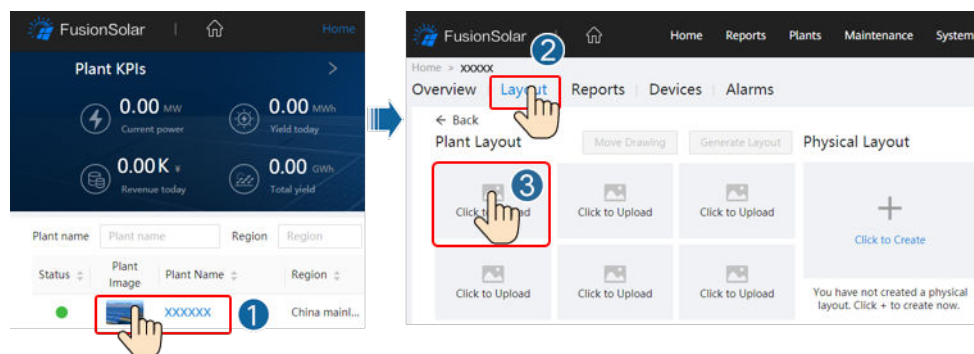 FusionSolar
Home
Plant KPIs
0.00 MW
Current power
0.00 MWh
Yield today
0.00K ¥
Revenue today
0.00 GWh
Total yield
Plant name
Plant name
Region
Region
Status
Plant Image
Plant Name
Region
XXXXXX
1
China mainl...
FusionSolar
2
Home Reports Plants Maintenance System
Home > XXXXX
Overview Layout Reports Devices Alarms
← Back
Plant Layout
Move Drawing
Generate Layout
Physical Layout
3
Click to Upload
Click to Upload
Click to Upload
Click to Create
Click to Upload
Click to Upload
Click to Upload
You have not created a physical
layout. Click + to create now.